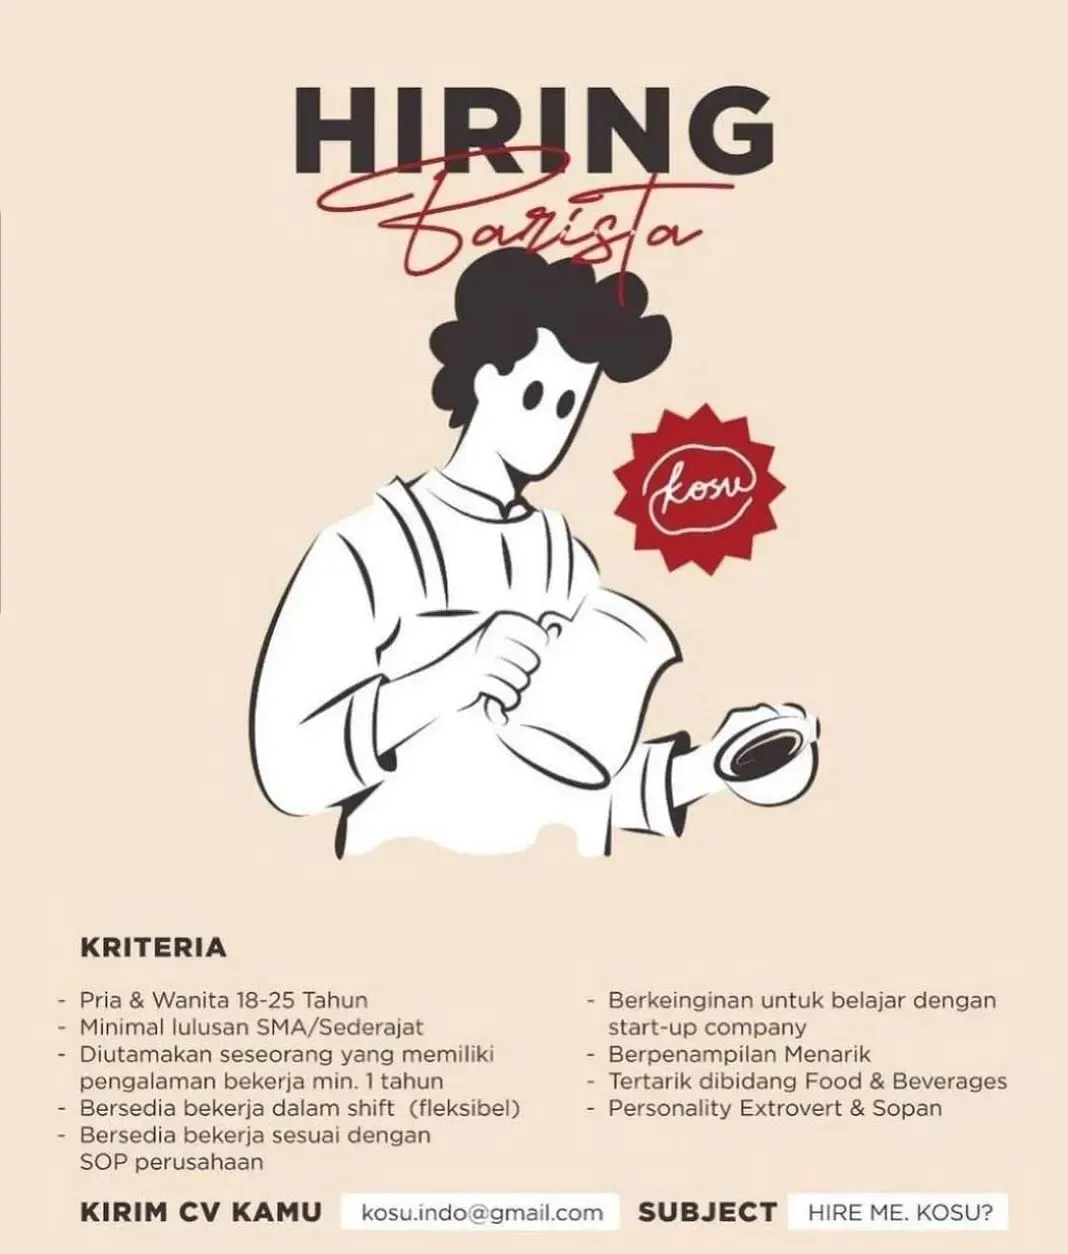 HIRING
Barista
kosu
KRITERIA
- Pria & Wanita 18-25 Tahun
- Minimal lulusan SMA/Sederajat
- Diutamakan seseorang yang memiliki
pengalaman bekerja min. 1 tahun
- Bersedia bekerja dalam shift (fleksibel)
- Bersedia bekerja sesuai dengan
SOP perusahaan
- Berkeinginan untuk belajar dengan
start-up company
- Berpenampilan Menarik
- Tertarik dibidang Food & Beverages
- Personality Extrovert & Sopan
KIRIM CV KAMU kosu.indo@gmail.com SUBJECT HIRE ME. KOSU?